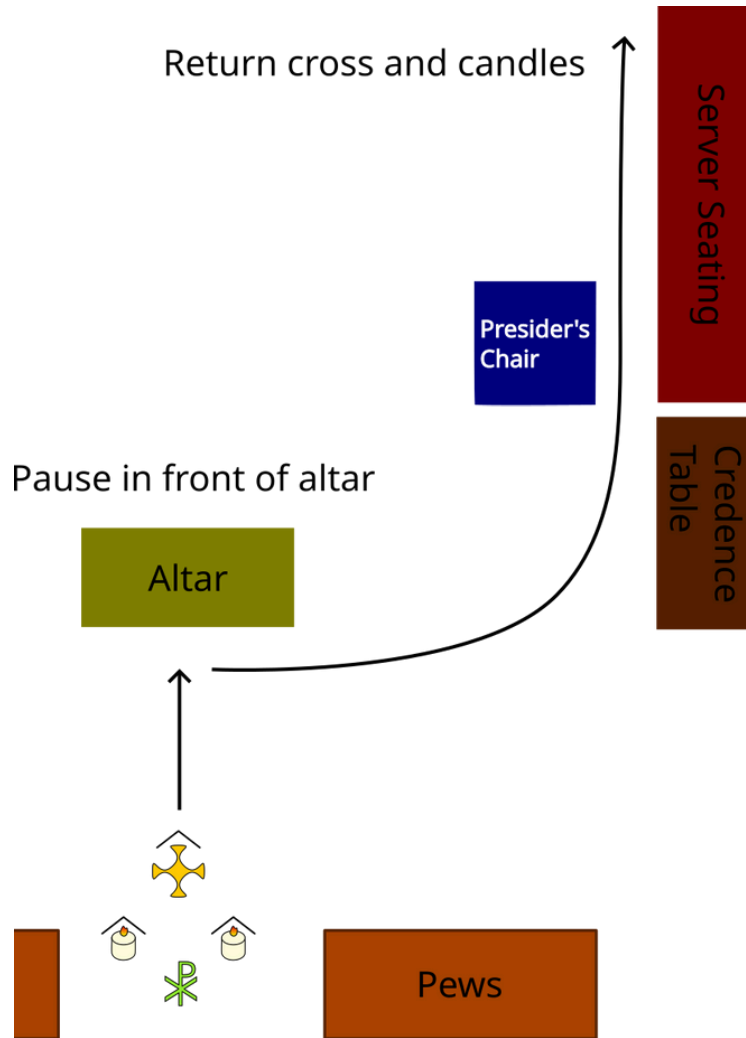 Return cross and candles
Server Seating
Presider's
Chair
Credence
Table
Pause in front of altar
Altar
Pews